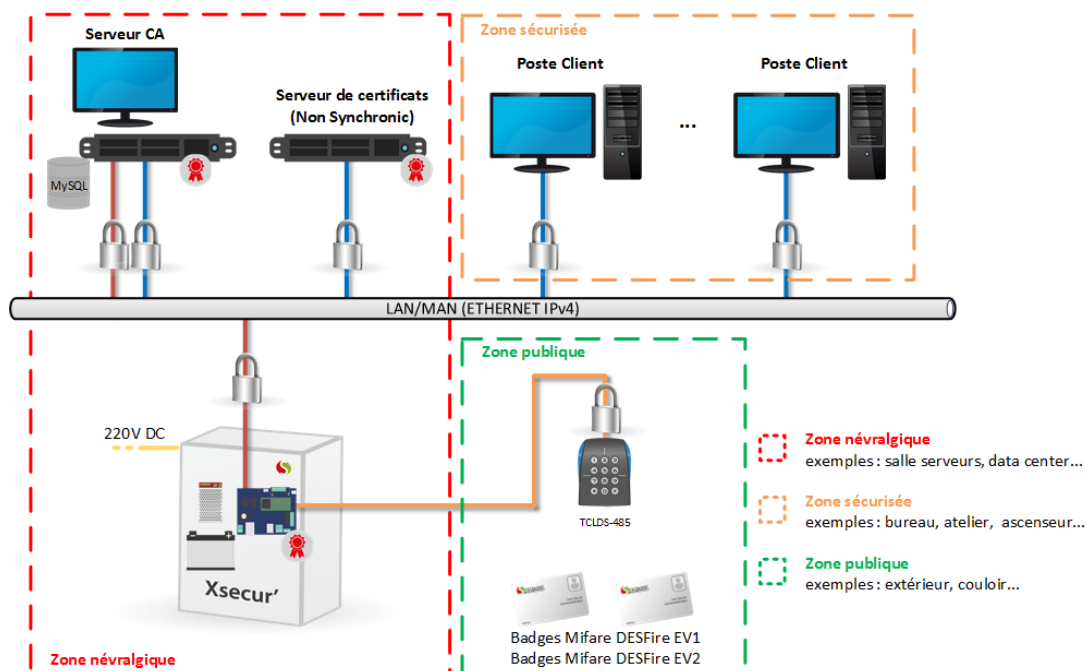 Serveur CA
Zone sécurisée
Poste Client
Poste Client
Serveur de certificats
(Non Synchronic)
...
MySQL
LAN/MAN (ETHERNET IPv4)
Zone publique
220V DC
TCLDS-485
Xsecur'
Badges Mifare DESFire EV1
Badges Mifare DESFire EV2
Zone névralgique
Zone névralgique
exemples : salle serveurs, data center...
Zone sécurisée
exemples : bureau, atelier, ascenseur...
Zone publique
exemples : extérieur, couloir...